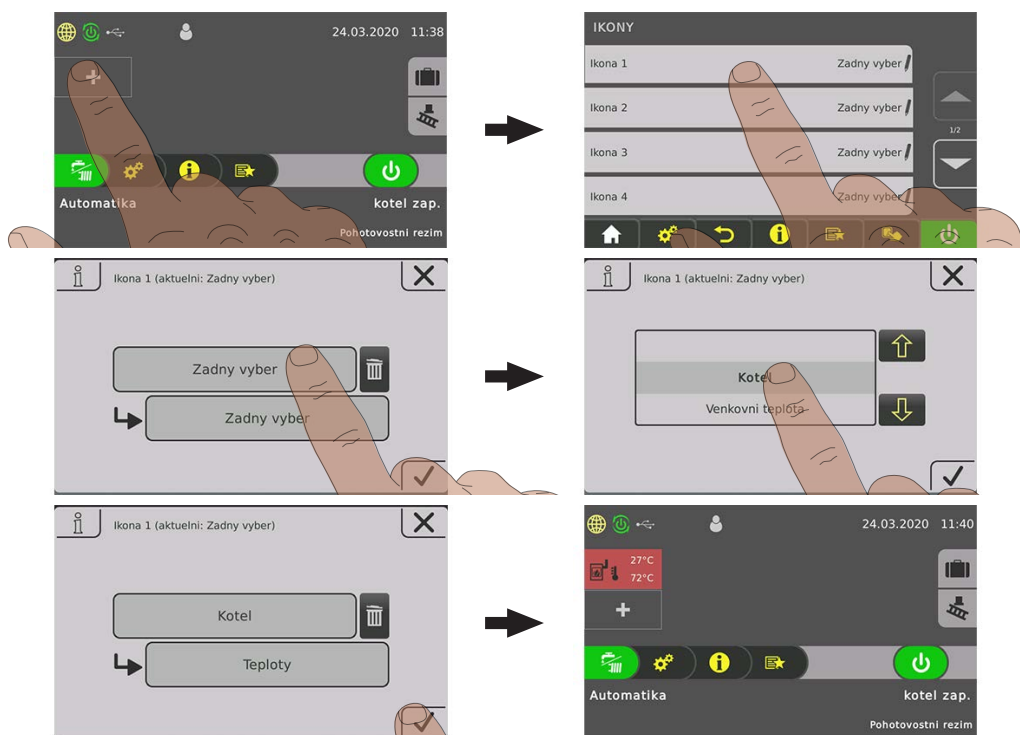 24.03.2020 11:38
Automatika
kotel zap.
Pohotovostni rezim
IKONY
Ikona 1 Zadny vyber
Ikona 2 Zadny vyber
Ikona 3 Zadny vyber
Ikona 4 Zadny vyber
1/2
Ikona 1 (aktuelni: Zadny vyber)
Zadny vyber
Zadny vyber
Ikona 1 (aktuelni: Zadny vyber)
Kotel
Venkovni teplota
Ikona 1 (aktuelni: Zadny vyber)
Kotel
Teploty
24.03.2020 11:40
27°C
72°C
Automatika
kotel zap.
Pohotovostni rezim